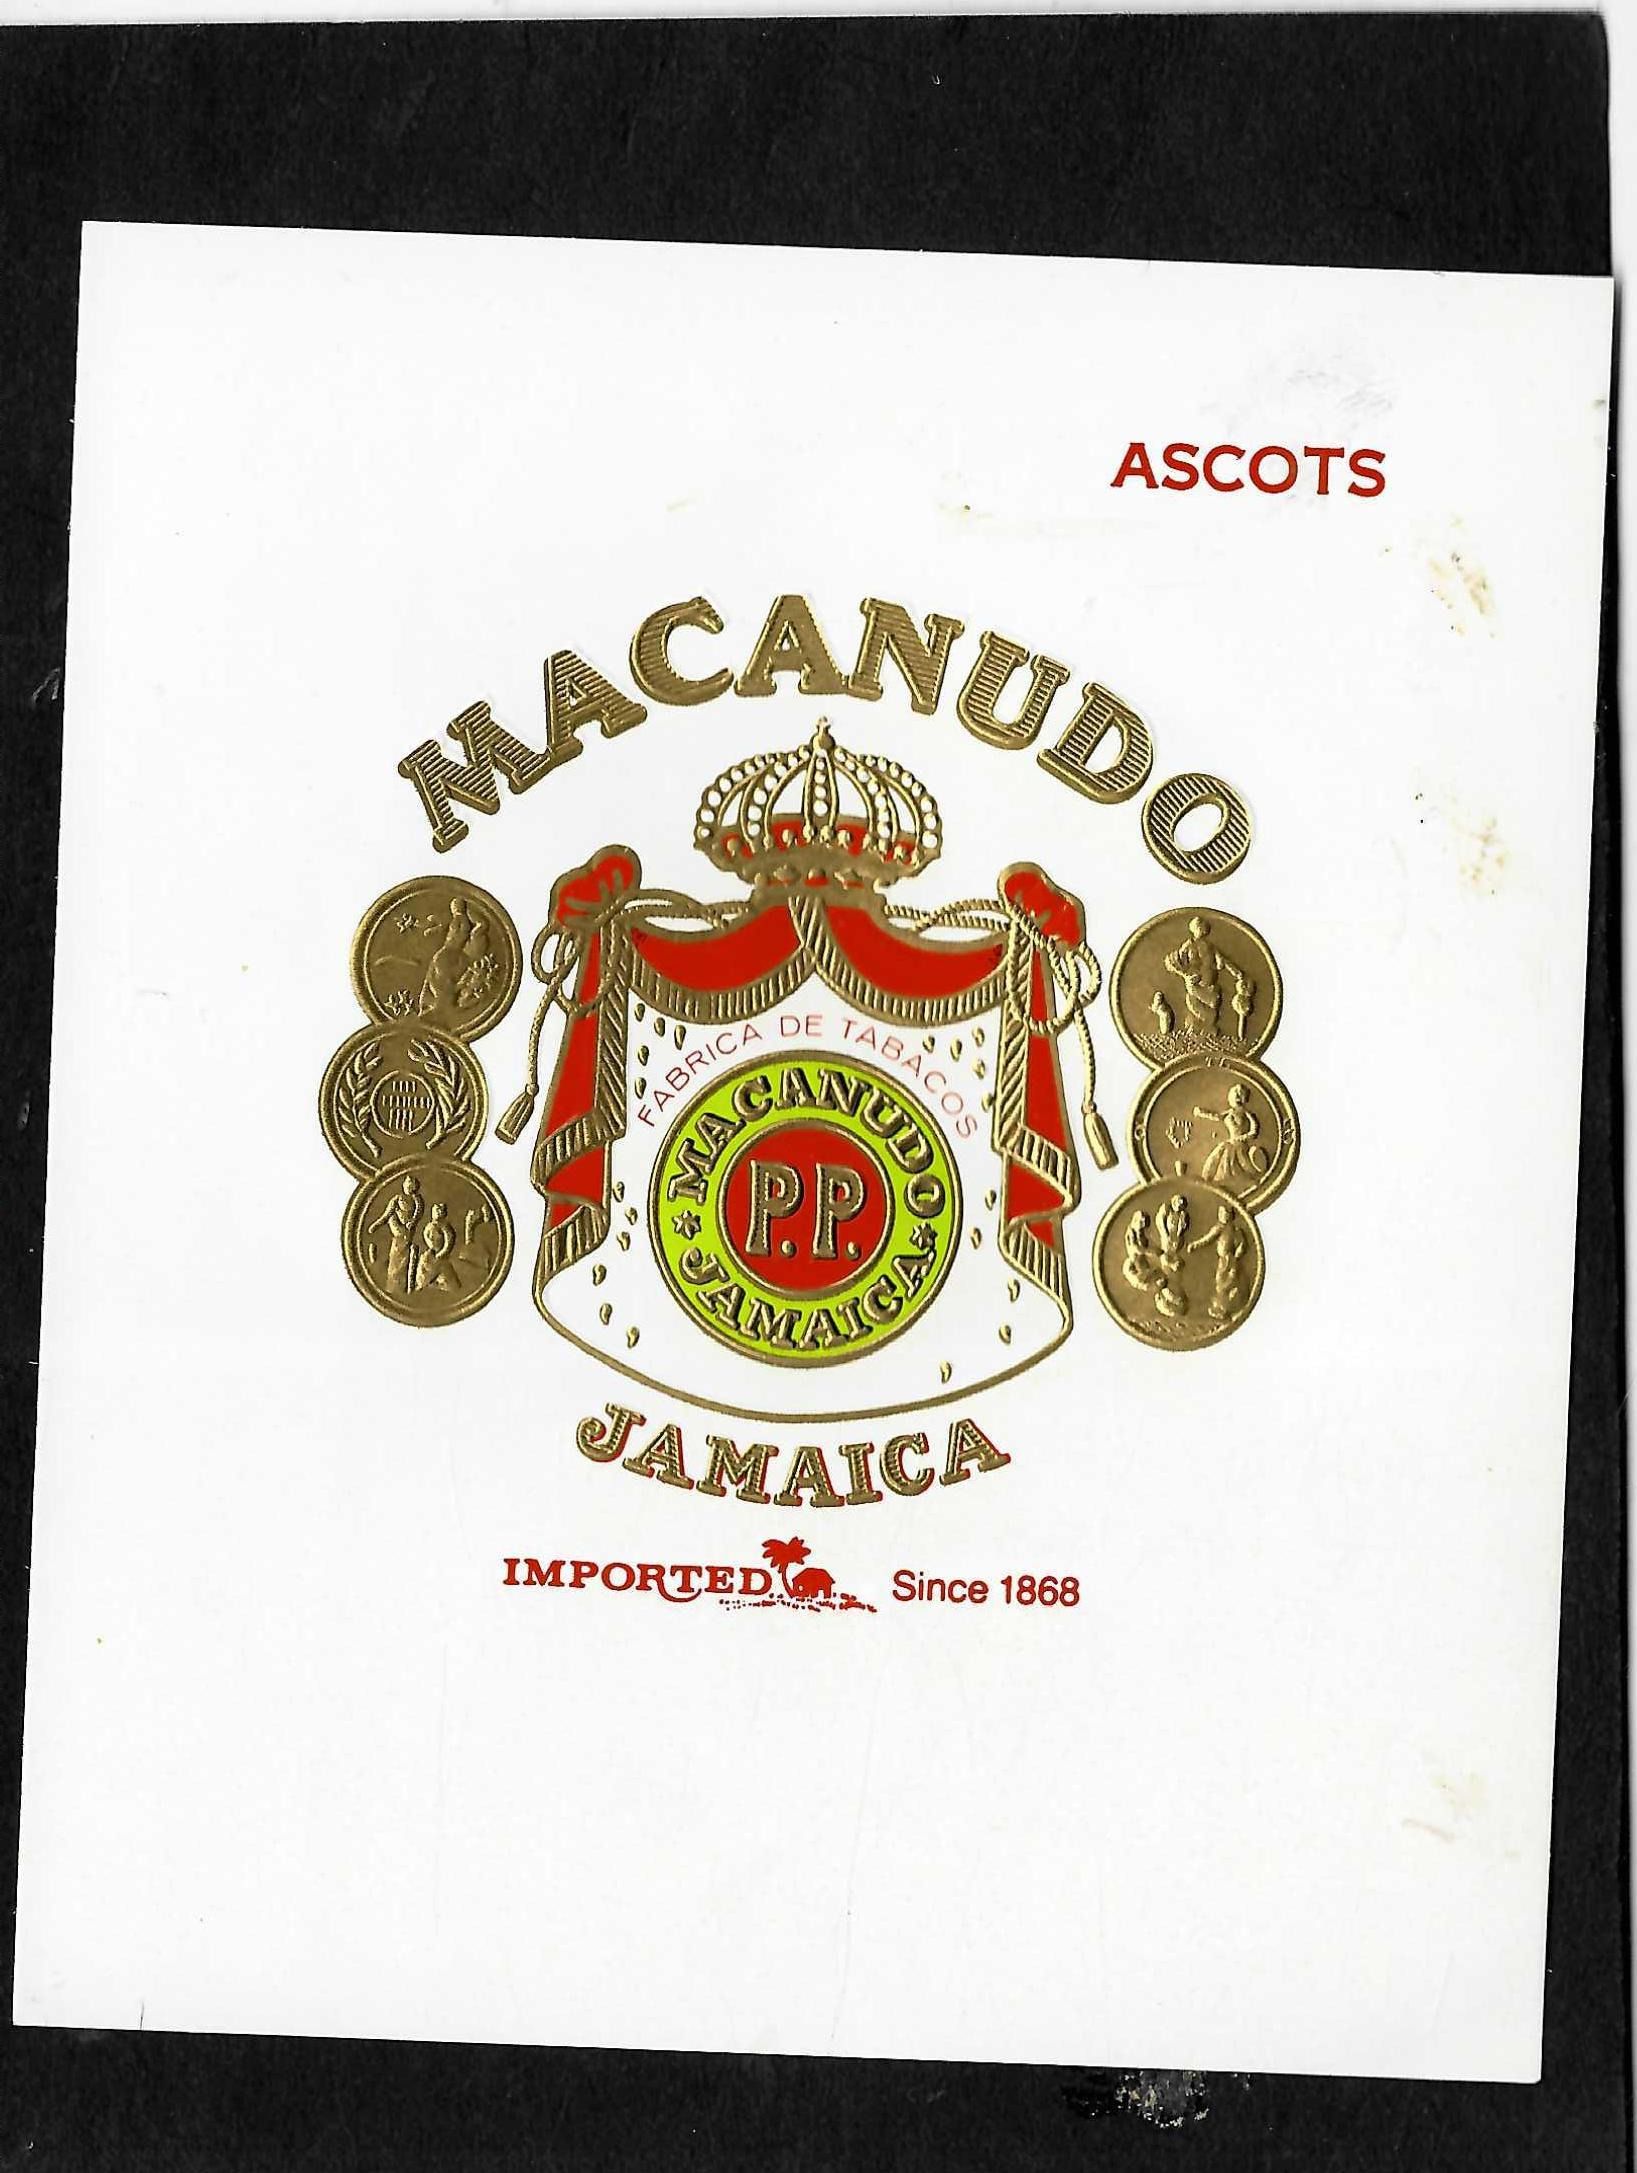 ASCOTS
MACANUDO
FABRICA DE TABACOS
MACANUDO
P.P.
JAMAICA
JAMAICA
IMPORTED Since 1868